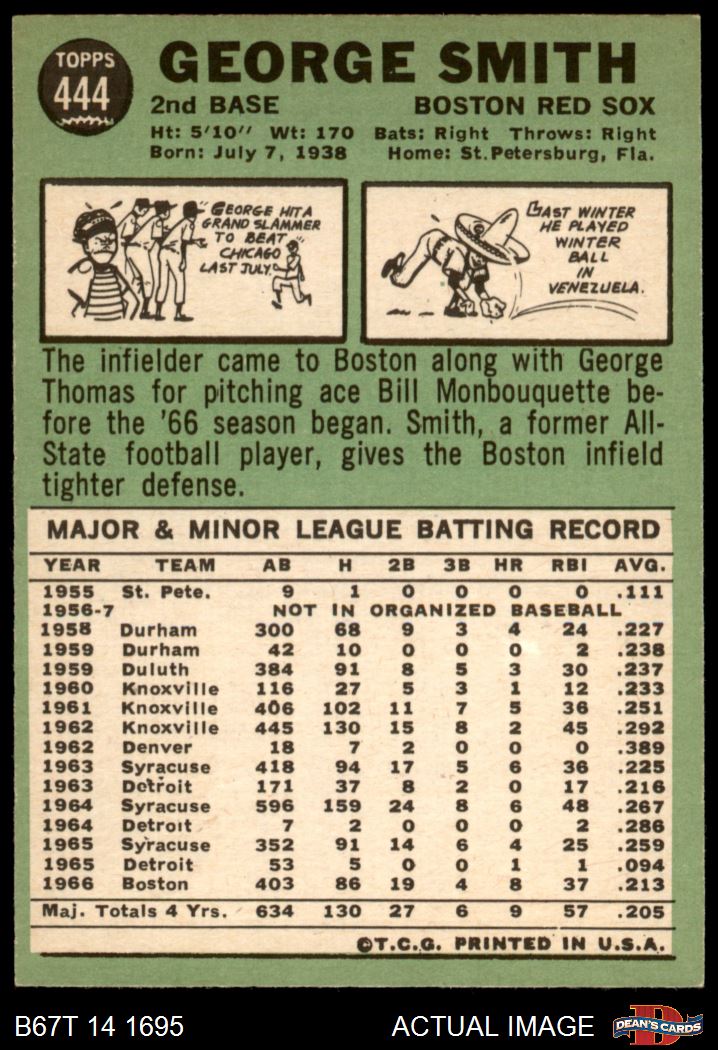 TOPPS
444
GEORGE SMITH
2nd BASE BOSTON RED SOX
Ht: 5'10'' Wt: 170 Bats: Right Throws: Right
Born: July 7, 1938 Home: St. Petersburg, Fla.
GEORGE HIT A
GRAND SLAMMER
TO BEAT
CHICAGO
LAST JULY.
LAST WINTER
HE PLAYED
WINTER
BALL
IN
VENEZUELA.
The infielder came to Boston along with George
Thomas for pitching ace Bill Monbouquette be-
fore the '66 season began. Smith, a former All-
State football player, gives the Boston infield
tighter defense.
MAJOR & MINOR LEAGUE BATTING RECORD
YEAR TEAM AB H 2B 3B HR RBI AVG.
1955 St. Pete. 9 1 0 0 0 0 .111
1956-7 NOT IN ORGANIZED BASEBALL
1958 Durham 300 68 9 3 4 24 .227
1959 Durham 42 10 0 0 0 2 .238
1959 Duluth 384 91 8 5 3 30 .237
1960 Knoxville 116 27 5 3 1 12 .233
1961 Knoxville 406 102 11 7 5 36 .251
1962 Knoxville 445 130 15 8 2 45 .292
1962 Denver 18 7 2 0 0 0 .389
1963 Syracuse 418 94 17 5 6 36 .225
1963 Detroit 171 37 8 2 0 17 .216
1964 Syracuse 596 159 24 8 6 48 .267
1964 Detroit 7 2 0 0 0 2 .286
1965 Syracuse 352 91 14 6 4 25 .259
1965 Detroit 53 5 0 0 1 1 .094
1966 Boston 403 86 19 4 8 37 .213
Maj. Totals 4 Yrs. 634 130 27 6 9 57 .205
©T.C.G. PRINTED IN U.S.A.
B67T 14 1695 ACTUAL IMAGE DEAN'S CARDS